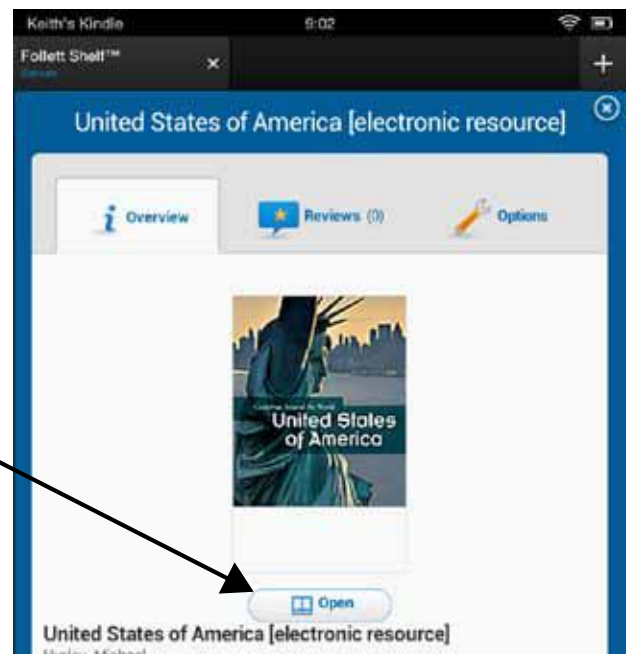 Keith's Kindle 9:02
Follett Shelf™ × +
United States of America [electronic resource]
Overview Reviews (0) Options
United States
of America
Open
United States of America [electronic resource]
Michael